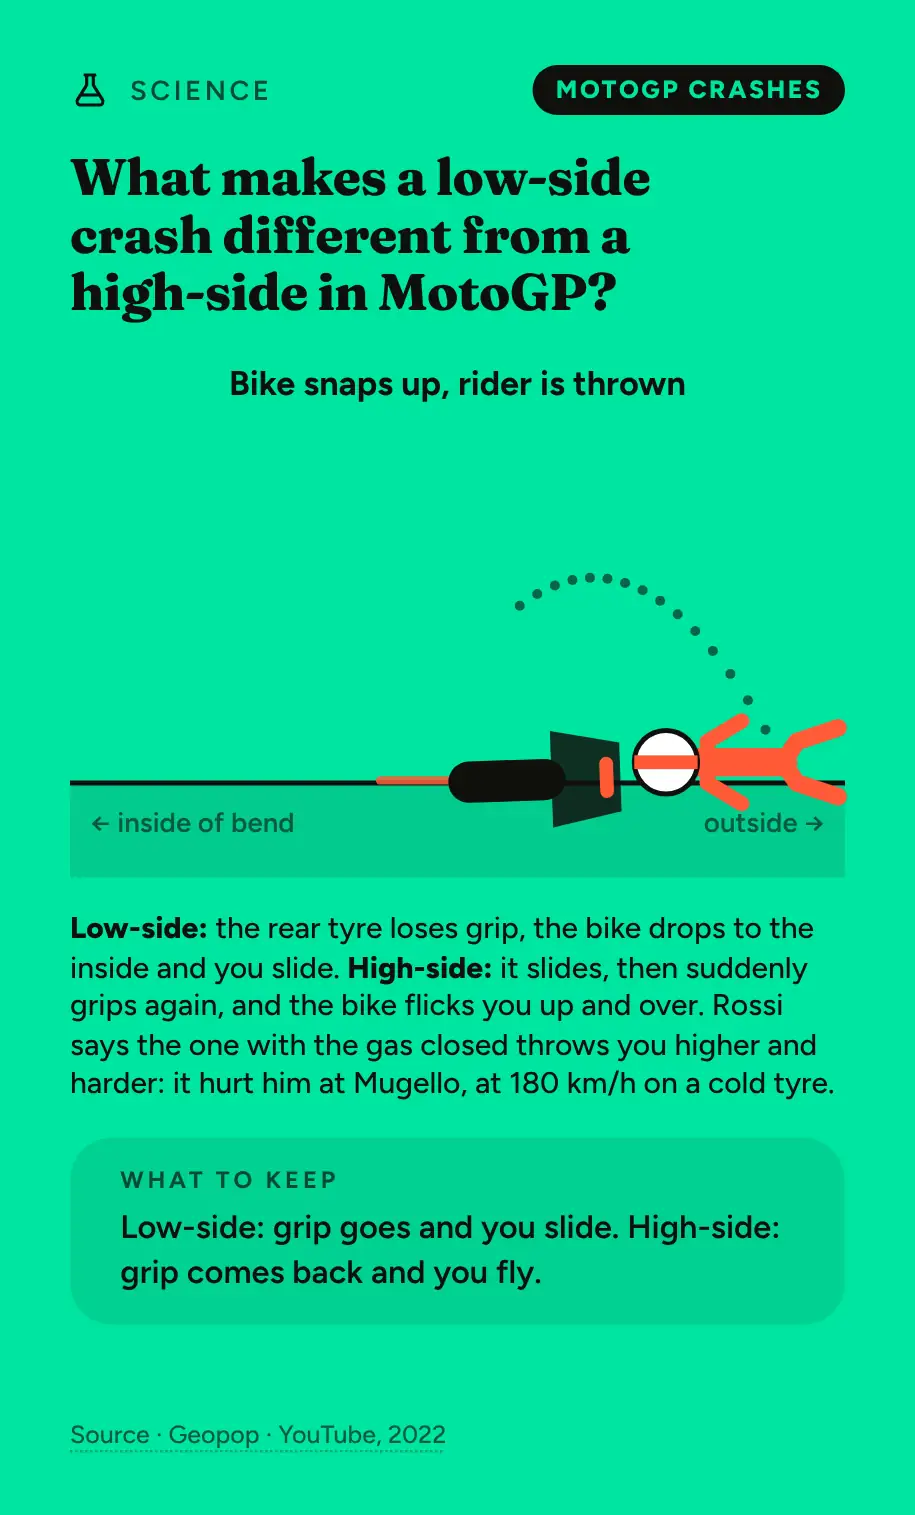 SCIENCE
MOTOGP CRASHES
What makes a low-side
crash different from a
high-side in MotoGP?
Bike snaps up, rider is thrown
← inside of bend
outside →
Low-side: the rear tyre loses grip, the bike drops to the
inside and you slide. High-side: it slides, then suddenly
grips again, and the bike flicks you up and over. Rossi
says the one with the gas closed throws you higher and
harder: it hurt him at Mugello, at 180 km/h on a cold tyre.
WHAT TO KEEP
Low-side: grip goes and you slide. High-side:
grip comes back and you fly.
Source · Geopop · YouTube, 2022